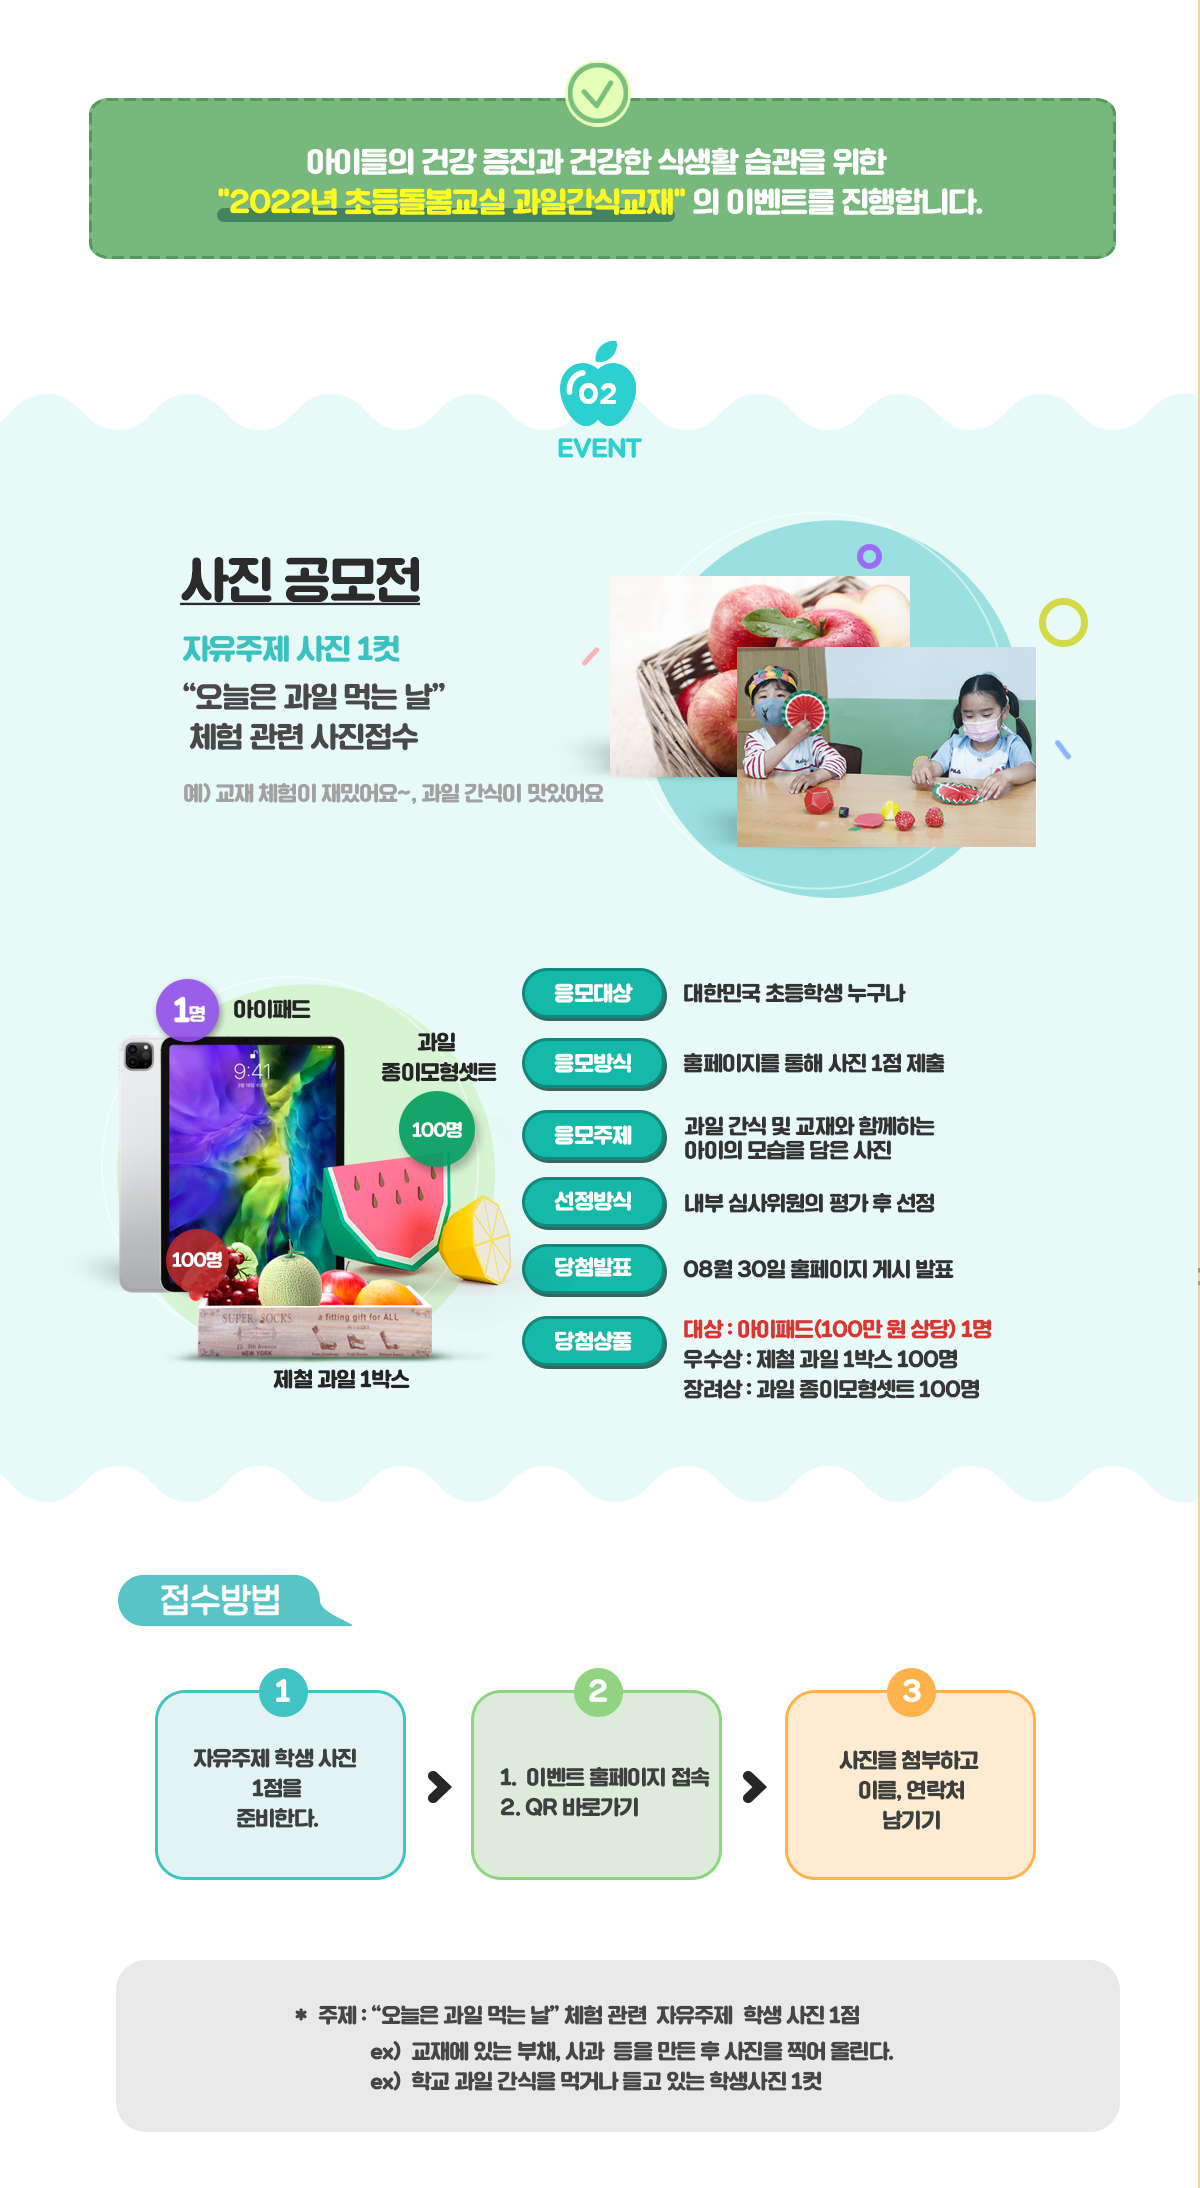 아이들의 건강 증진과 건강한 식생활 습관을 위한
"2022년 초등돌봄교실 과일간식교재" 의 이벤트를 진행합니다.
02
EVENT
사진 공모전
자유주제 사진 1컷
“오늘은 과일 먹는 날”
체험 관련 사진접수
예) 교재 체험이 재밌어요~, 과일 간식이 맛있어요
1명
아이패드
과일
종이모형셋트
100명
9:41
100명
SUPER SOCKS
a fitting gift for ALL
NEW YORK
제철 과일 1박스
응모대상
대한민국 초등학생 누구나
응모방식
홈페이지를 통해 사진 1점 제출
응모주제
과일 간식 및 교재와 함께하는
아이의 모습을 담은 사진
선정방식
내부 심사위원의 평가 후 선정
당첨발표
08월 30일 홈페이지 게시 발표
당첨상품
대상 : 아이패드(100만 원 상당) 1명
우수상 : 제철 과일 1박스 100명
장려상 : 과일 종이모형셋트 100명
접수방법
1
자유주제 학생 사진
1점을
준비한다.
2
1. 이벤트 홈페이지 접속
2. QR 바로가기
3
사진을 첨부하고
이름, 연락처
남기기
* 주제 : “오늘은 과일 먹는 날” 체험 관련 자유주제 학생 사진 1점
ex) 교재에 있는 부채, 사과 등을 만든 후 사진을 찍어 올린다.
ex) 학교 과일 간식을 먹거나 들고 있는 학생사진 1컷